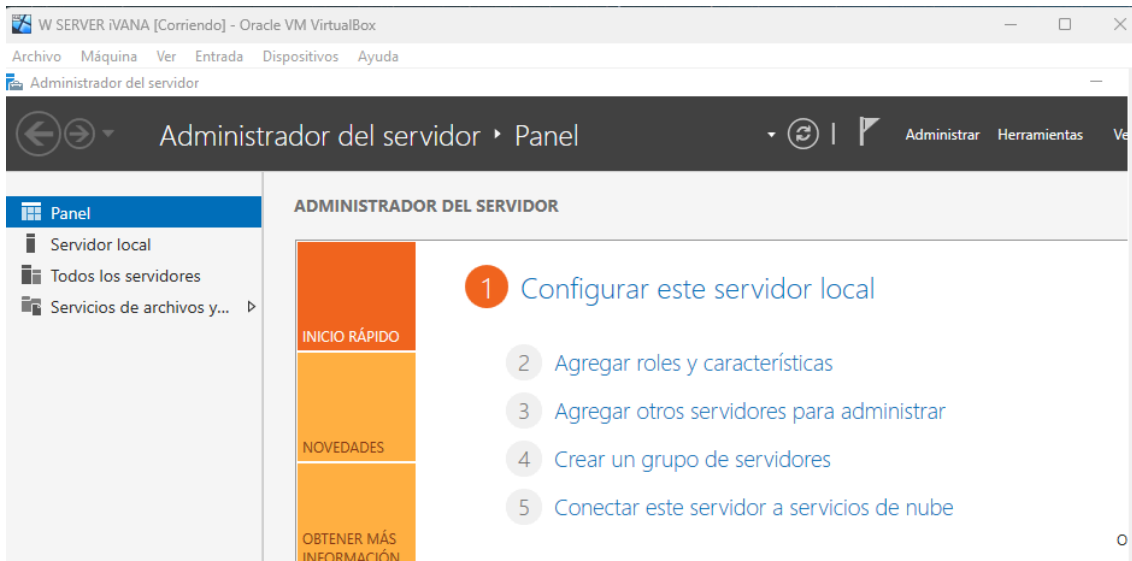 W SERVER iVANA [Corriendo] - Oracle VM VirtualBox
Archivo Máquina Ver Entrada Dispositivos Ayuda
Administrador del servidor
Administrador del servidor ‣ Panel
Administrar Herramientas Ve
Panel
Servidor local
Todos los servidores
Servicios de archivos y...
ADMINISTRADOR DEL SERVIDOR
INICIO RÁPIDO
NOVEDADES
OBTENER MÁS
INFORMACIÓN
1 Configurar este servidor local
2 Agregar roles y características
3 Agregar otros servidores para administrar
4 Crear un grupo de servidores
5 Conectar este servidor a servicios de nube
O